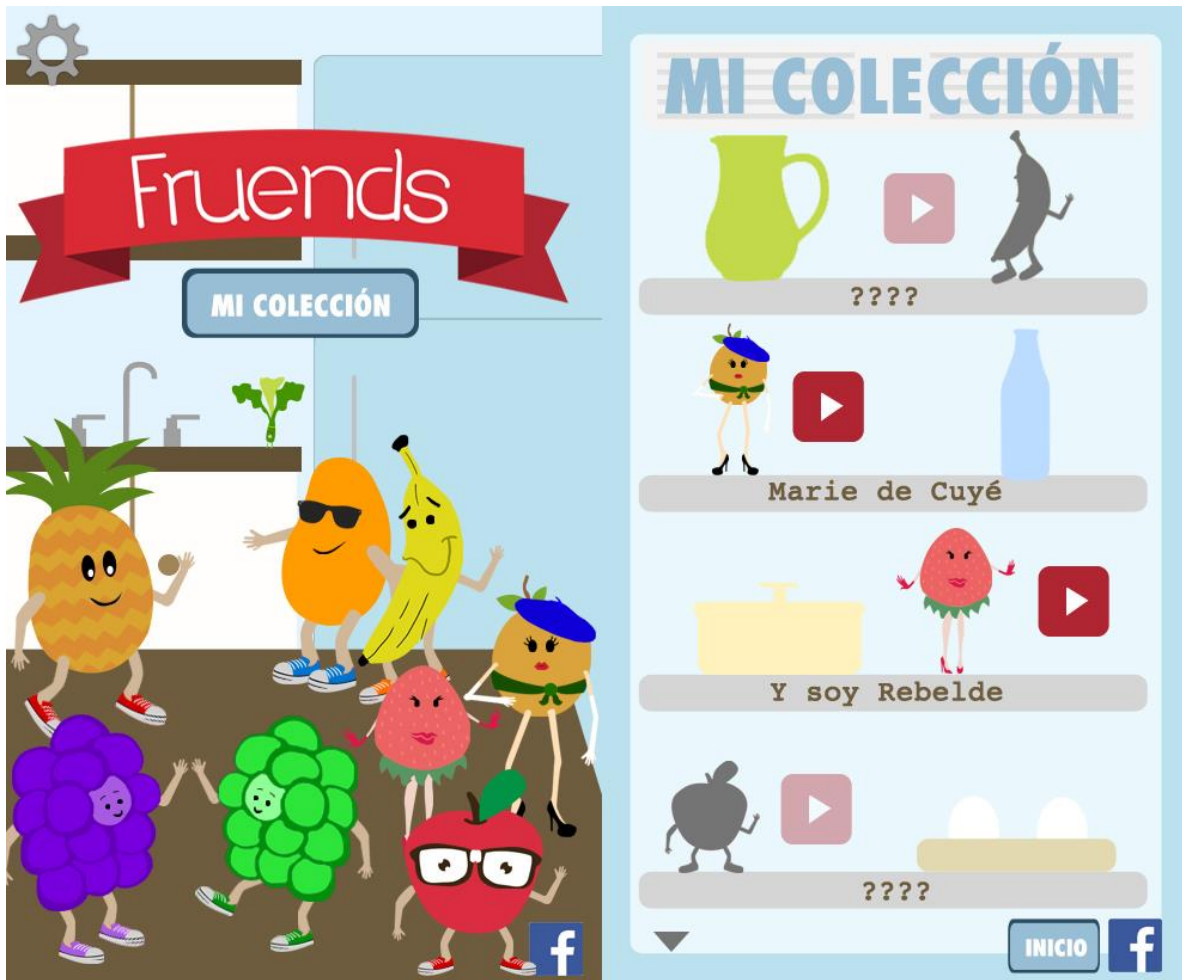 Fruends
MI COLECCIÓN
f
MI COLECCIÓN
????
Marie de Cuyé
Y soy Rebelde
????
INICIO
f